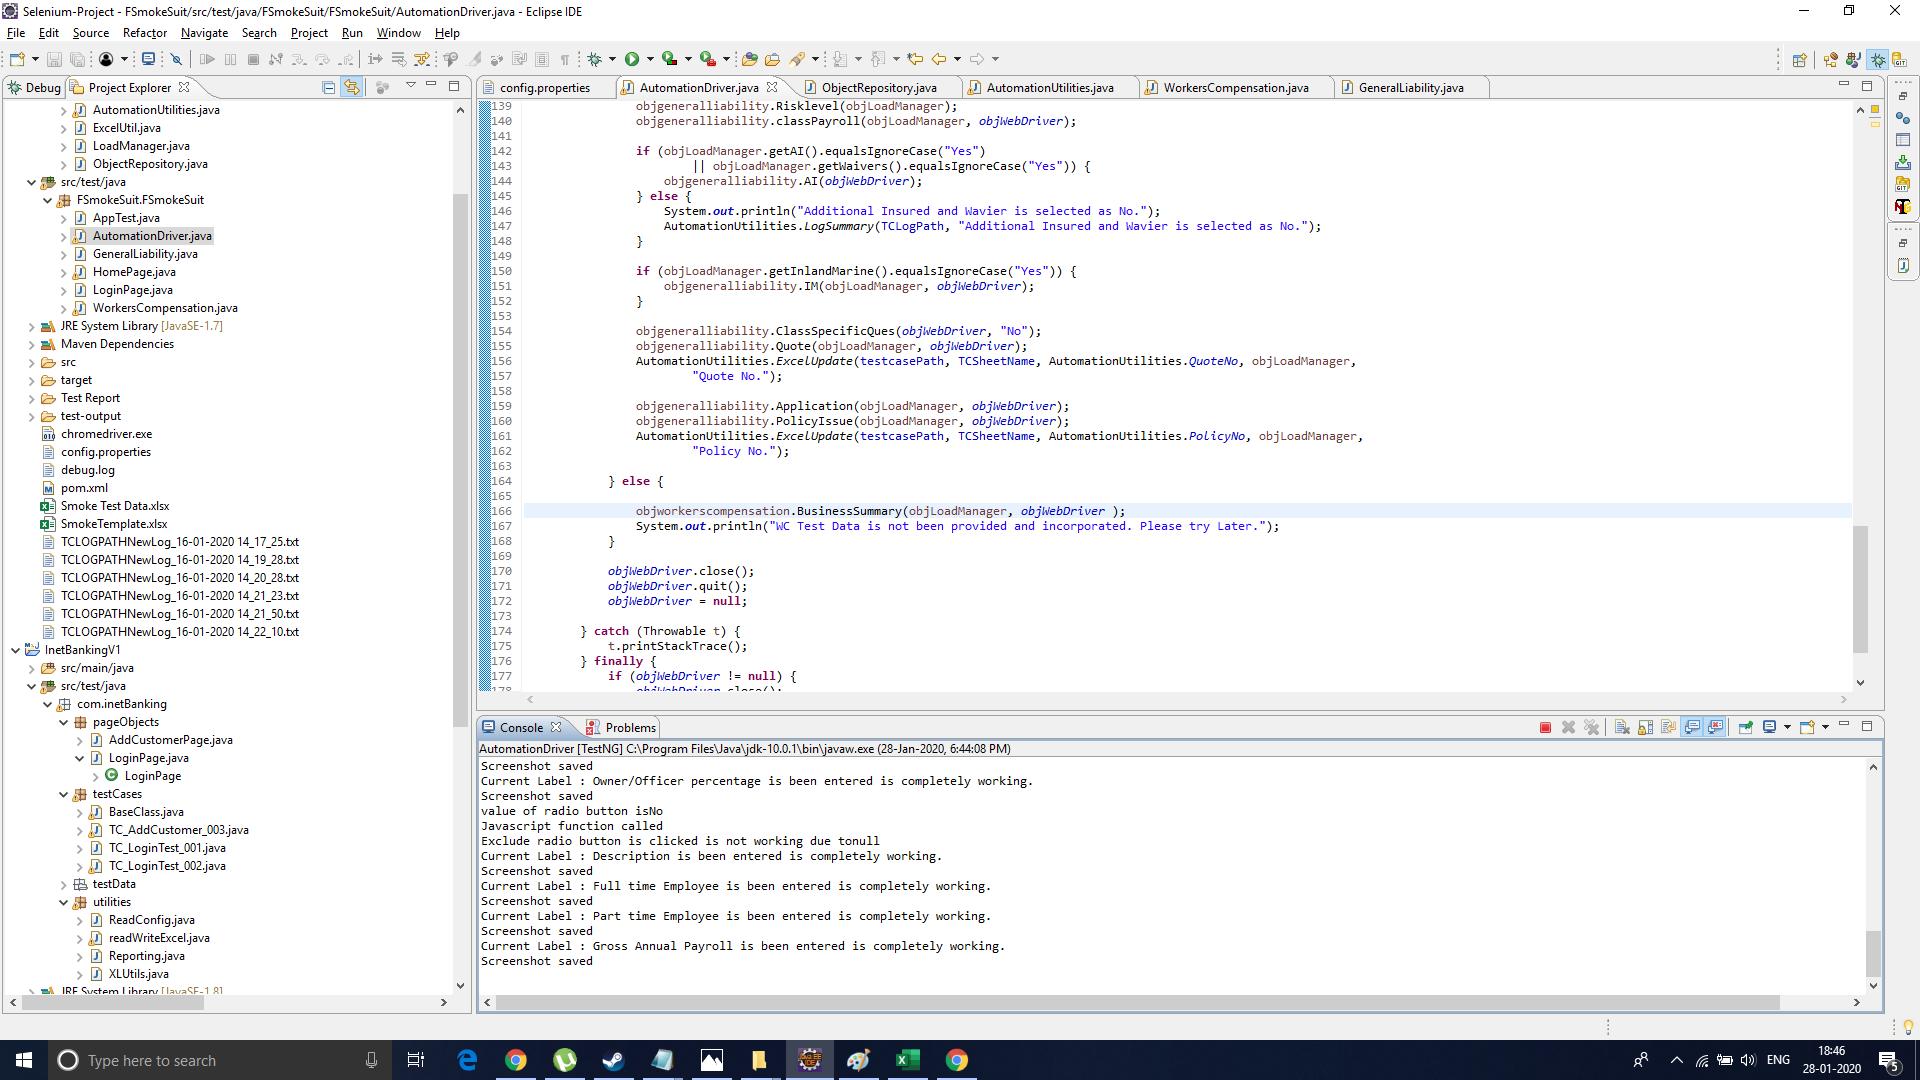 Selenium-Project - FSmokeSuit/src/test/java/FSmokeSuit/FSmokeSuit/AutomationDriver.java - Eclipse IDE
File Edit Source Refactor Navigate Search Project Run Window Help
Debug Project Explorer
AutomationUtilities.java
ExcelUtil.java
LoadManager.java
ObjectRepository.java
src/test/java
FSmokeSuit.FSmokeSuit
AppTest.java
AutomationDriver.java
GeneralLiability.java
HomePage.java
LoginPage.java
WorkersCompensation.java
JRE System Library [JavaSE-1.7]
Maven Dependencies
src
target
Test Report
test-output
chromedriver.exe
config.properties
debug.log
pom.xml
Smoke Test Data.xlsx
SmokeTemplate.xlsx
TCLOGPATHNewLog_16-01-2020 14_17_25.txt
TCLOGPATHNewLog_16-01-2020 14_19_28.txt
TCLOGPATHNewLog_16-01-2020 14_20_28.txt
TCLOGPATHNewLog_16-01-2020 14_21_23.txt
TCLOGPATHNewLog_16-01-2020 14_21_50.txt
TCLOGPATHNewLog_16-01-2020 14_22_10.txt
InetBankingV1
src/main/java
src/test/java
com.inetBanking
pageObjects
AddCustomerPage.java
LoginPage.java
LoginPage
testCases
BaseClass.java
TC_AddCustomer_003.java
TC_LoginTest_001.java
TC_LoginTest_002.java
testData
utilities
ReadConfig.java
readWriteExcel.java
Reporting.java
XLUtils.java
JRE System Library [JavaSE-1.8]
config.properties AutomationDriver.java ObjectRepository.java AutomationUtilities.java WorkersCompensation.java GeneralLiability.java
139 objgeneralliability.Risklevel(objLoadManager);
140 objgeneralliability.classPayroll(objLoadManager, objWebDriver);
141
142 if (objLoadManager.getAI().equalsIgnoreCase("Yes")
143 || objLoadManager.getWaivers().equalsIgnoreCase("Yes")) {
144 objgeneralliability.AI(objWebDriver);
145 } else {
146 System.out.println("Additional Insured and Wavier is selected as No.");
147 AutomationUtilities.LogSummary(TCLogPath, "Additional Insured and Wavier is selected as No.");
148 }
149
150 if (objLoadManager.getInlandMarine().equalsIgnoreCase("Yes")) {
151 objgeneralliability.IM(objLoadManager, objWebDriver);
152 }
153
154 objgeneralliability.ClassSpecificQues(objWebDriver, "No");
155 objgeneralliability.Quote(objLoadManager, objWebDriver);
156 AutomationUtilities.ExcelUpdate(testcasePath, TCSheetName, AutomationUtilities.QuoteNo, objLoadManager,
157 "Quote No.");
158
159 objgeneralliability.Application(objLoadManager, objWebDriver);
160 objgeneralliability.PolicyIssue(objLoadManager, objWebDriver);
161 AutomationUtilities.ExcelUpdate(testcasePath, TCSheetName, AutomationUtilities.PolicyNo, objLoadManager,
162 "Policy No.");
163
164 } else {
165
166 objworkerscompensation.BusinessSummary(objLoadManager, objWebDriver );
167 System.out.println("WC Test Data is not been provided and incorporated. Please try Later.");
168 }
169
170 objWebDriver.close();
171 objWebDriver.quit();
172 objWebDriver = null;
173
174 } catch (Throwable t) {
175 t.printStackTrace();
176 } finally {
177 if (objWebDriver != null) {
178 objWebDriver.close();
Console Problems
AutomationDriver [TestNG] C:\Program Files\Java\jdk-10.0.1\bin\javaw.exe (28-Jan-2020, 6:44:08 PM)
Screenshot saved
Current Label : Owner/Officer percentage is been entered is completely working.
Screenshot saved
value of radio button isNo
Javascript function called
Exclude radio button is clicked is not working due tonull
Current Label : Description is been entered is completely working.
Screenshot saved
Current Label : Full time Employee is been entered is completely working.
Screenshot saved
Current Label : Part time Employee is been entered is completely working.
Screenshot saved
Current Label : Gross Annual Payroll is been entered is completely working.
Screenshot saved
Type here to search
ENG
18:46
28-01-2020
5